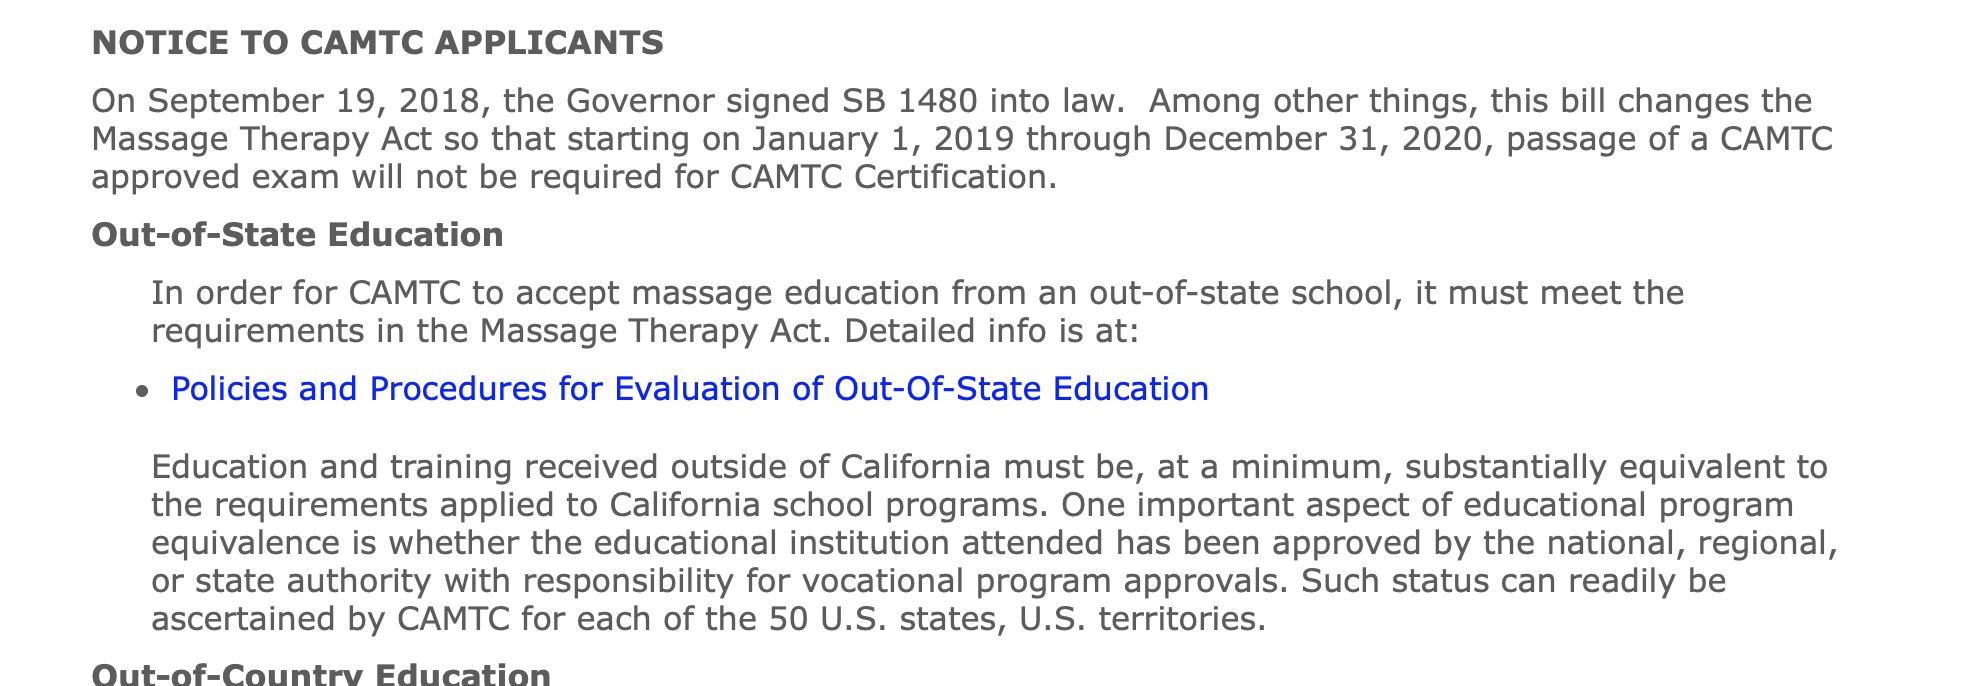 NOTICE TO CAMTC APPLICANTS
On September 19, 2018, the Governor signed SB 1480 into law.  Among other things, this bill changes the
Massage Therapy Act so that starting on January 1, 2019 through December 31, 2020, passage of a CAMTC
approved exam will not be required for CAMTC Certification.
Out-of-State Education
In order for CAMTC to accept massage education from an out-of-state school, it must meet the
requirements in the Massage Therapy Act. Detailed info is at:
• Policies and Procedures for Evaluation of Out-Of-State Education
Education and training received outside of California must be, at a minimum, substantially equivalent to
the requirements applied to California school programs. One important aspect of educational program
equivalence is whether the educational institution attended has been approved by the national, regional,
or state authority with responsibility for vocational program approvals. Such status can readily be
ascertained by CAMTC for each of the 50 U.S. states, U.S. territories.
Out-of-Country Education